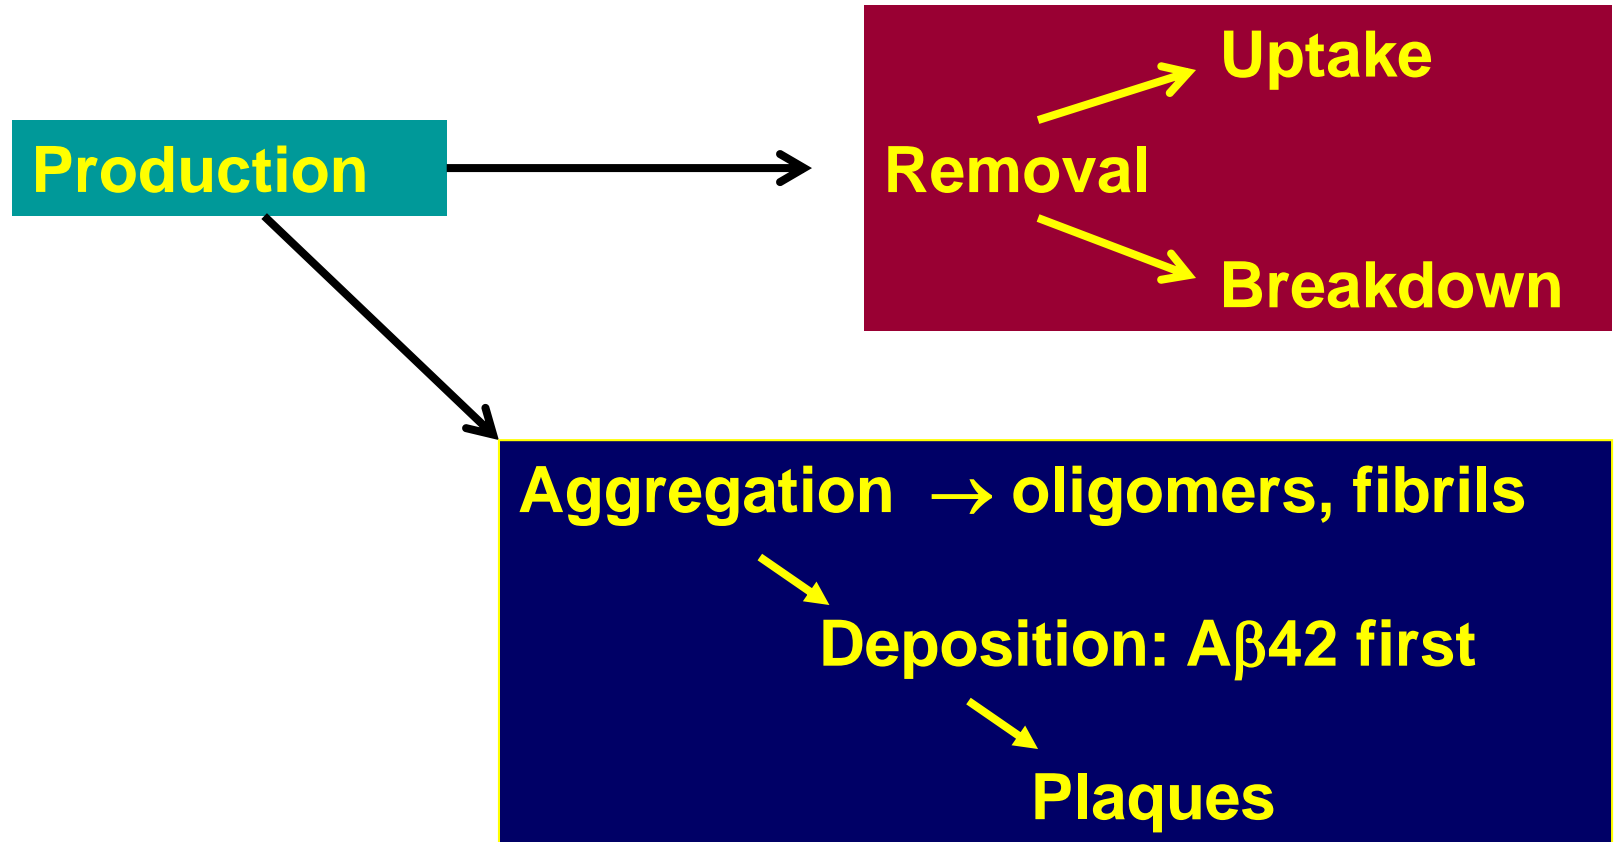 Uptake
Production
Removal
Breakdown
Aggregation → oligomers, fibrils
Deposition: Aβ42 first
Plaques